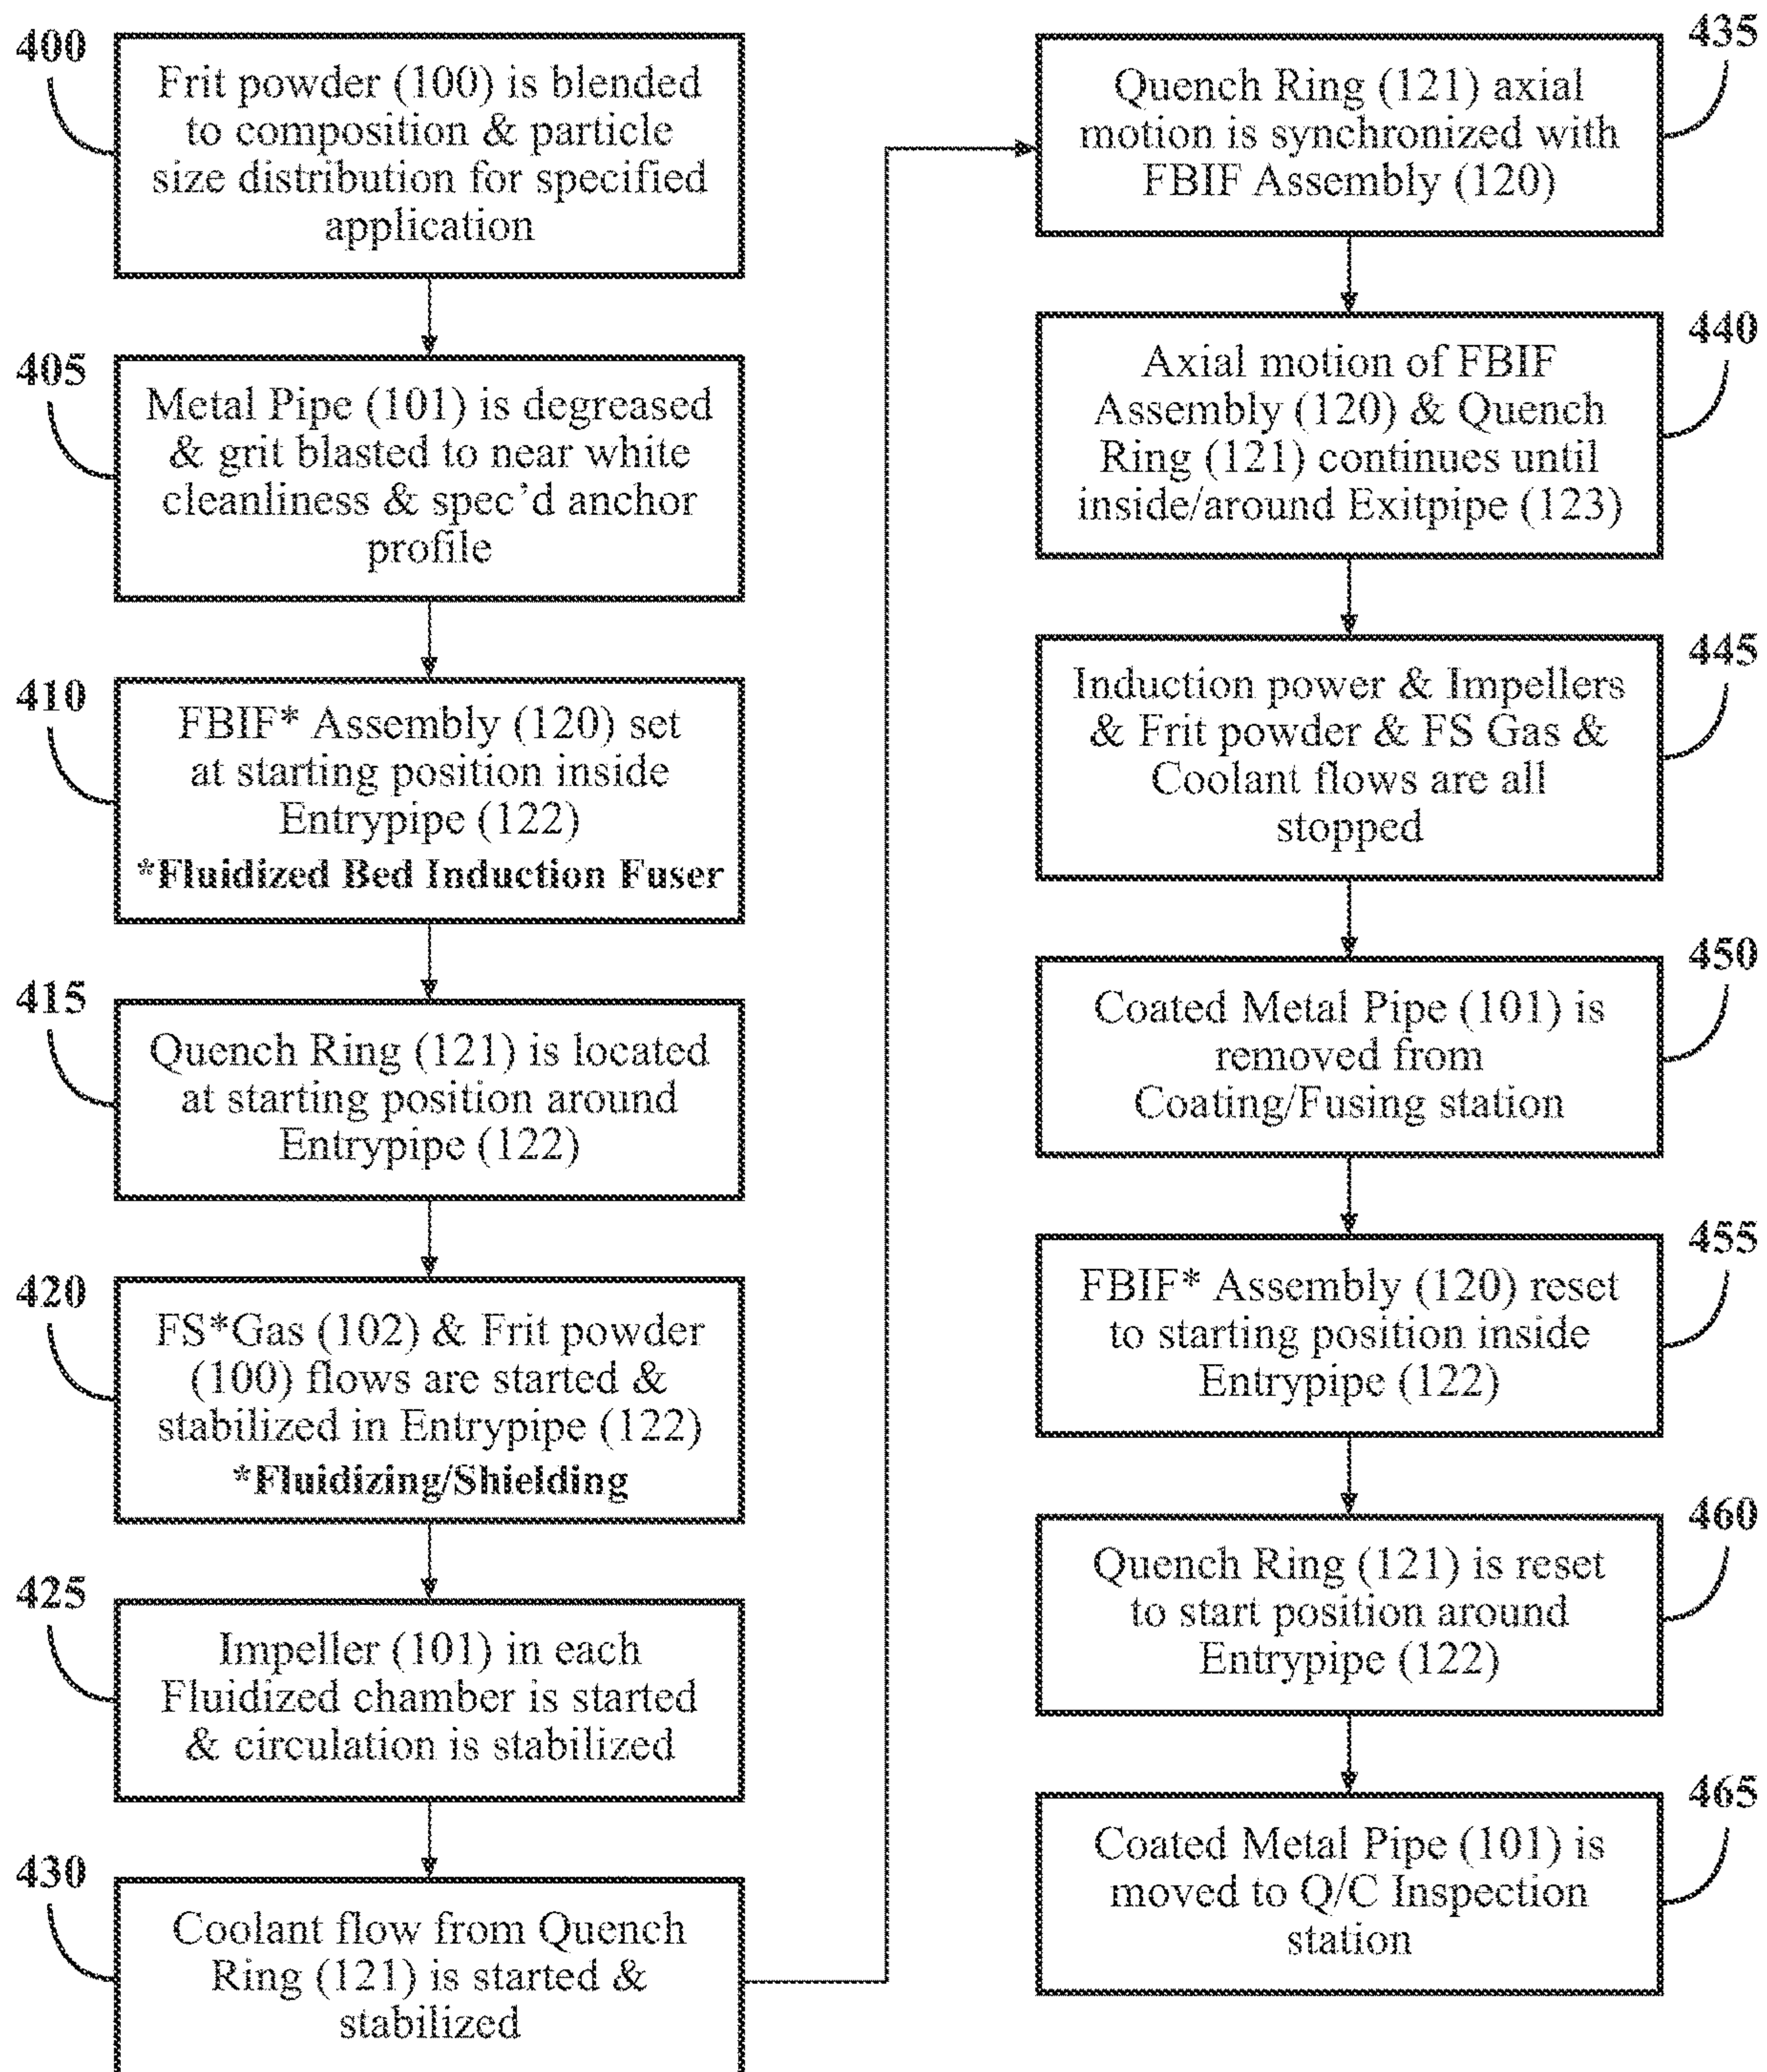 400
Frit powder (100) is blended
to composition & particle
size distribution for specified
application
405
Metal Pipe (101) is degreased
& grit blasted to near white
cleanliness & spec'd anchor
profile
410
FBIF* Assembly (120) set
at starting position inside
Entrypipe (122)
*Fluidized Bed Induction Fuser
415
Quench Ring (121) is located
at starting position around
Entrypipe (122)
420
FS*Gas (102) & Frit powder
(100) flows are started &
stabilized in Entrypipe (122)
*Fluidizing/Shielding
425
Impeller (101) in each
Fluidized chamber is started
& circulation is stabilized
430
Coolant flow from Quench
Ring (121) is started &
stabilized
435
Quench Ring (121) axial
motion is synchronized with
FBIF Assembly (120)
440
Axial motion of FBIF
Assembly (120) & Quench
Ring (121) continues until
inside/around Exitpipe (123)
445
Induction power & Impellers
& Frit powder & FS Gas &
Coolant flows are all
stopped
450
Coated Metal Pipe (101) is
removed from
Coating/Fusing station
455
FBIF* Assembly (120) reset
to starting position inside
Entrypipe (122)
460
Quench Ring (121) is reset
to start position around
Entrypipe (122)
465
Coated Metal Pipe (101) is
moved to Q/C Inspection
station